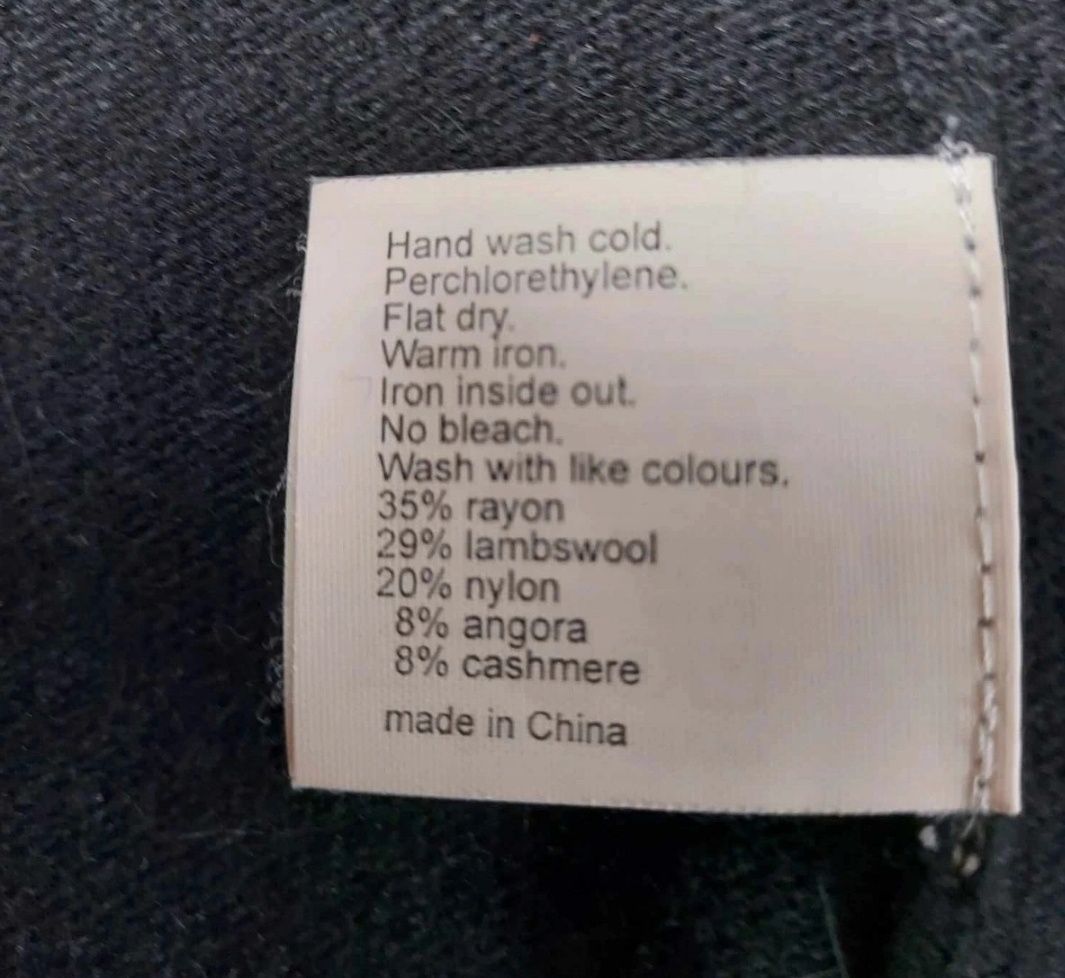 Hand wash cold.
Perchlorethylene.
Flat dry.
Warm iron.
Iron inside out.
No bleach.
Wash with like colours.
35% rayon
29% lambswool
20% nylon
8% angora
8% cashmere
made in China